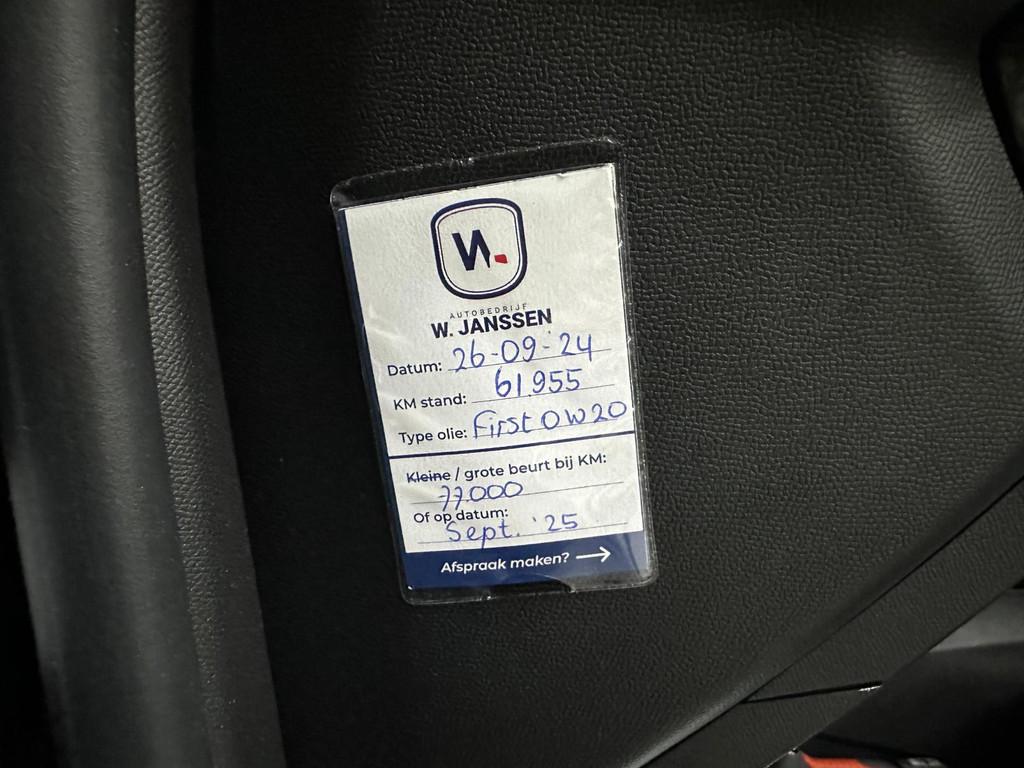 W.
AUTOBEDRIJF
W. JANSSEN
Datum: 26-09-'24
KM stand: 61.955
Type olie: First 0W20
Kleine / grote beurt bij KM:
77.000
Of op datum:
Sept. '25
Afspraak maken? →